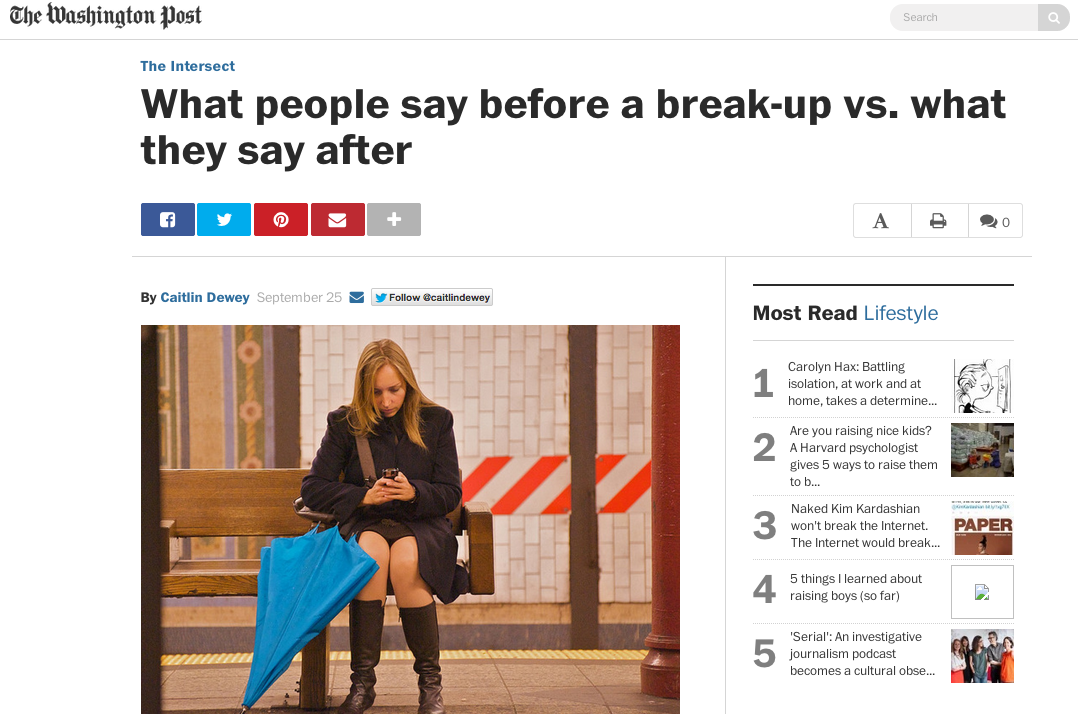 The Washington Post
Search
The Intersect
What people say before a break-up vs. what
they say after
A
0
By Caitlin Dewey September 25 Follow @caitlindewey
Most Read Lifestyle
1
Carolyn Hax: Battling
isolation, at work and at
home, takes a determine...
2
Are you raising nice kids?
A Harvard psychologist
gives 5 ways to raise them
to b...
3
Naked Kim Kardashian
won't break the Internet.
The Internet would break...
PAPER
4
5 things I learned about
raising boys (so far)
5
'Serial': An investigative
journalism podcast
becomes a cultural obse...